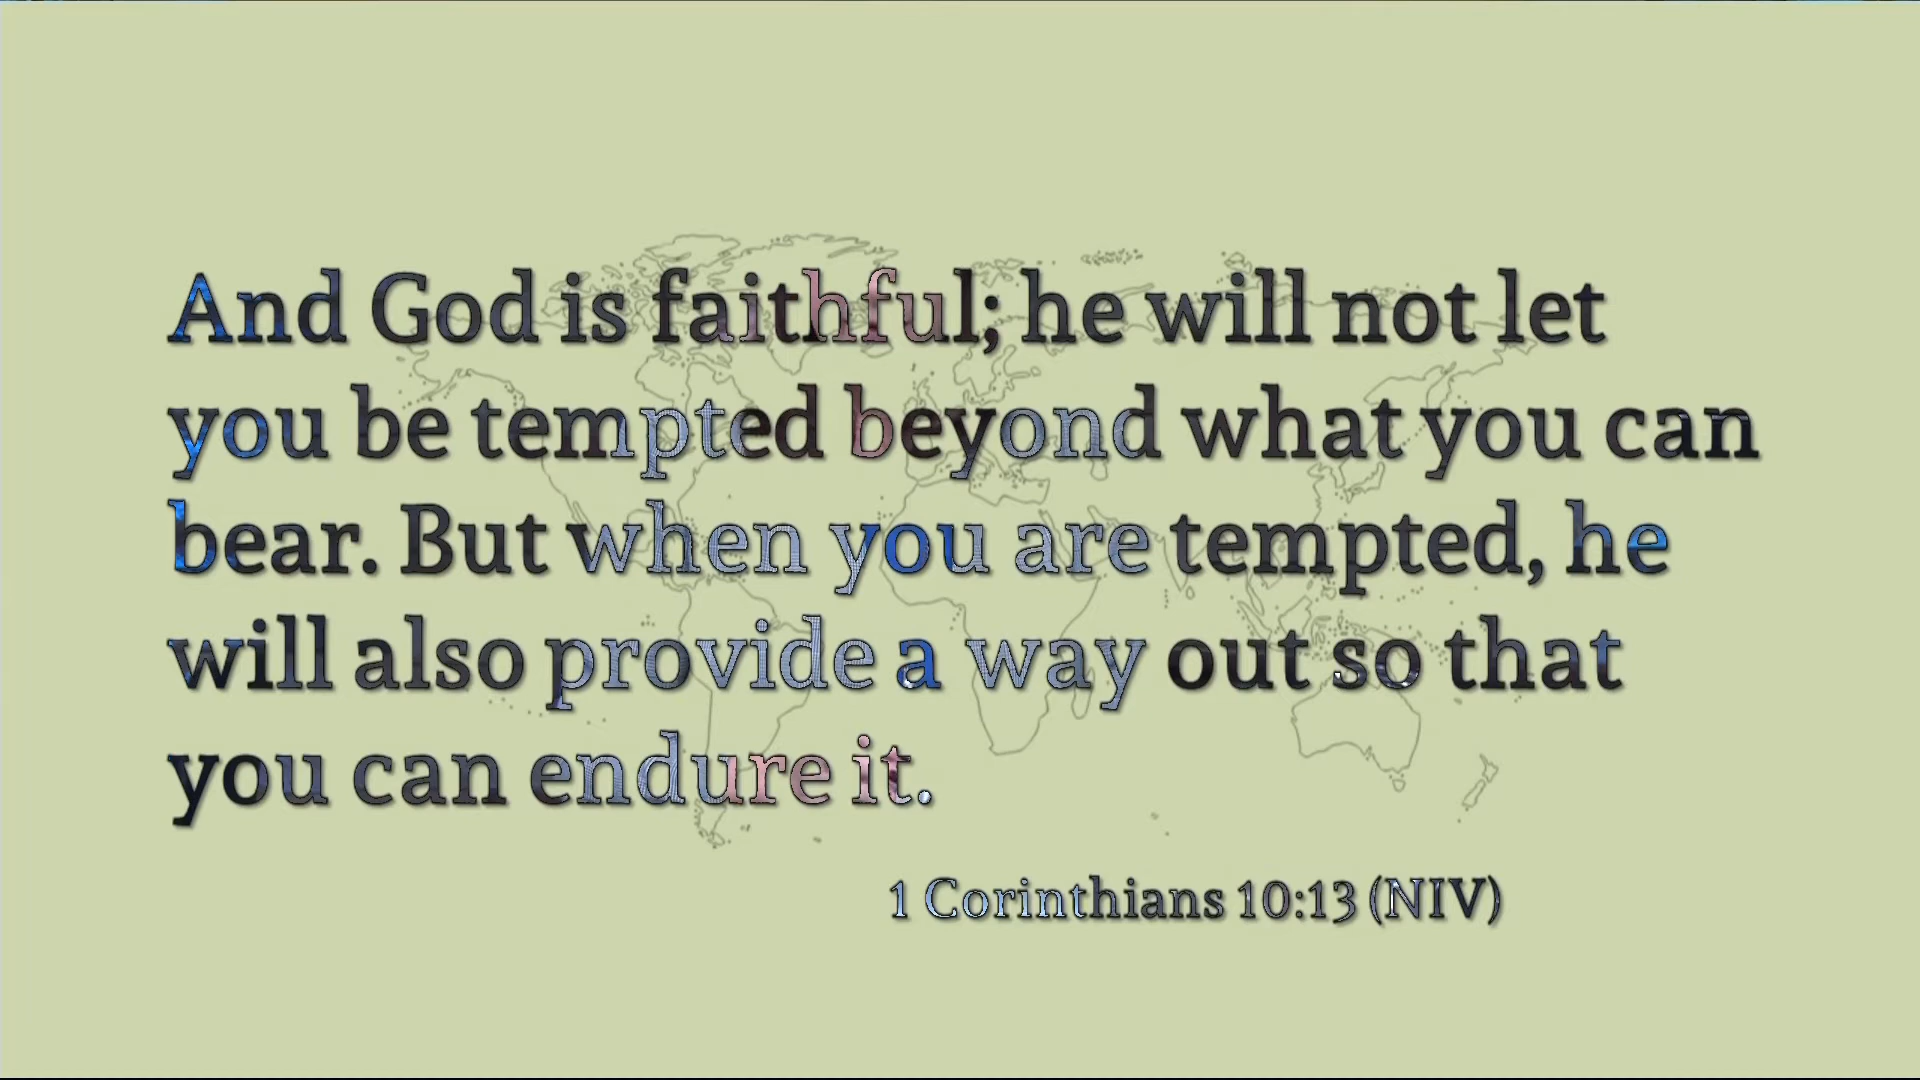 And God is faithful; he will not let
you be tempted beyond what you can
bear. But when you are tempted, he
will also provide a way out so that
you can endure it.
1 Corinthians 10:13 (NIV)